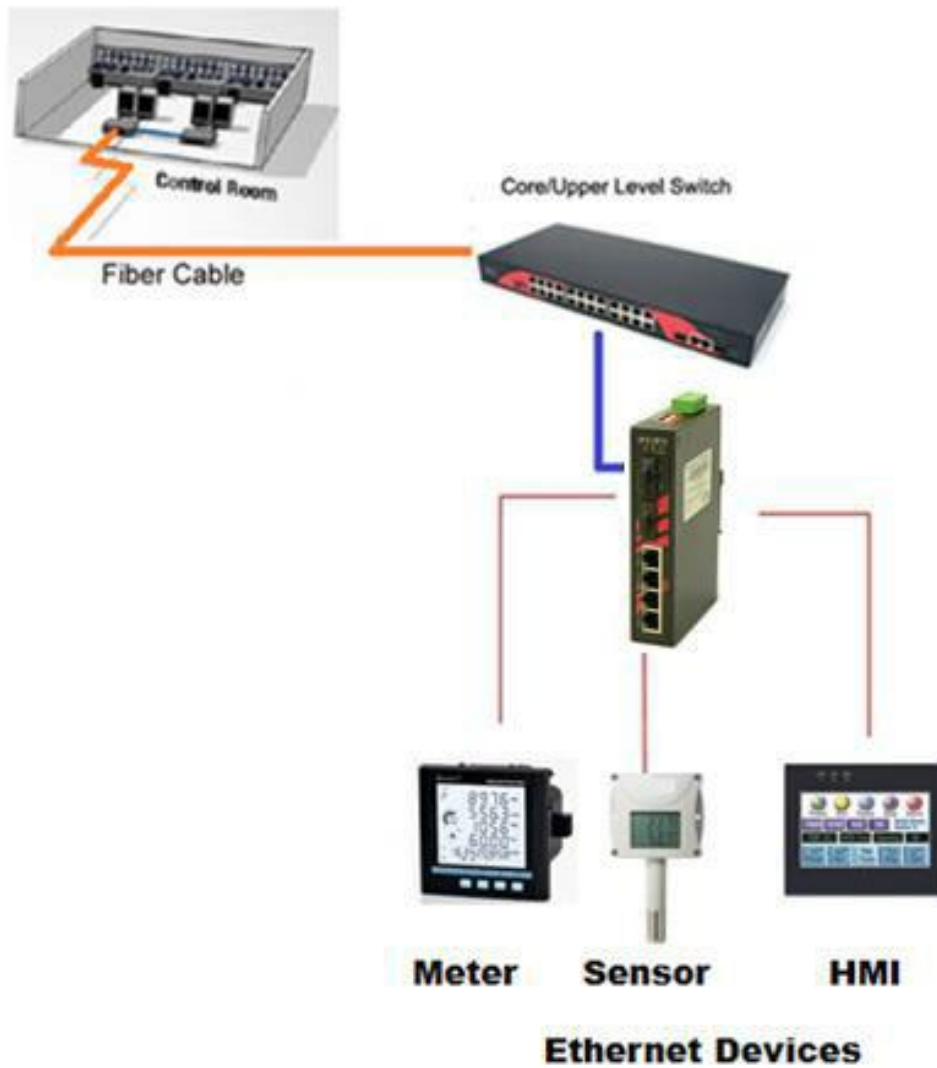 Control Room
Core/Upper Level Switch
Fiber Cable
Meter
Sensor
HMI
Ethernet Devices